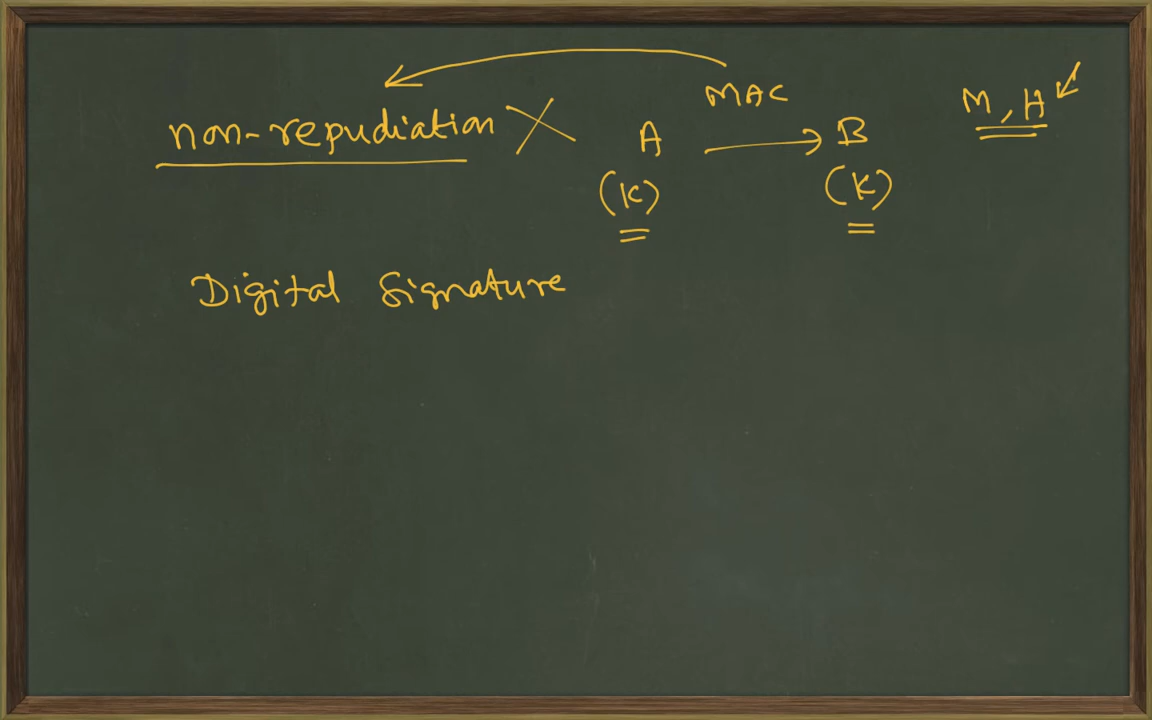 non-repudiation X
MAC
A → B
(K) (K)
M, H
Digital Signature